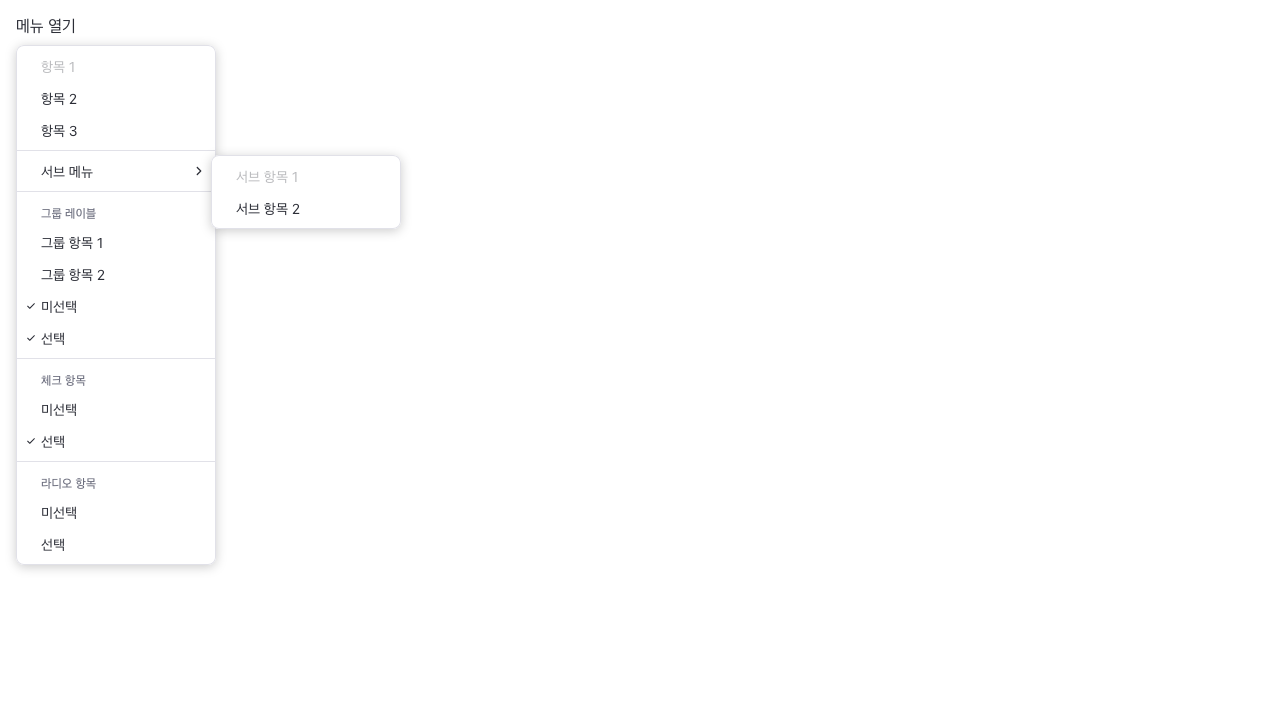 메뉴 열기
항목 1
항목 2
항목 3
서브 메뉴
서브 항목 1
서브 항목 2
그룹 레이블
그룹 항목 1
그룹 항목 2
미선택
선택
체크 항목
미선택
선택
라디오 항목
미선택
선택